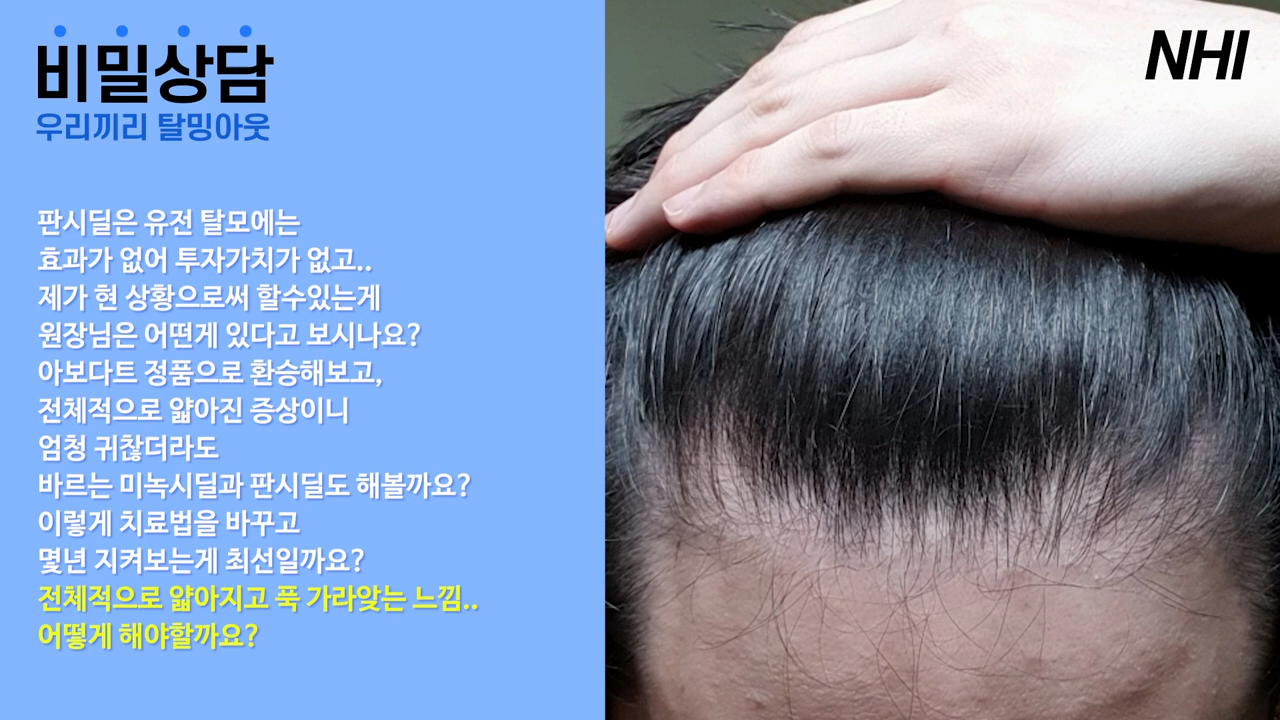 비밀상담
우리끼리 탈밍아웃
NHI
판시딜은 유전 탈모에는
효과가 없어 투자가치가 없고..
제가 현 상황으로써 할수있는게
원장님은 어떤게 있다고 보시나요?
아보다트 정품으로 환승해보고,
전체적으로 얇아진 증상이니
엄청 귀찮더라도
바르는 미녹시딜과 판시딜도 해볼까요?
이렇게 치료법을 바꾸고
몇년 지켜보는게 최선일까요?
전체적으로 얇아지고 푹 가라앉는 느낌..
어떻게 해야할까요?